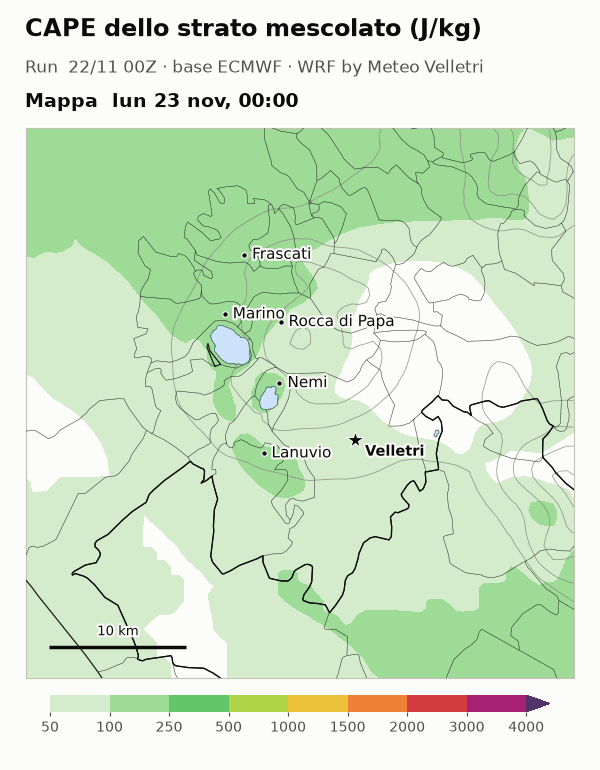 CAPE dello strato mescolato (J/kg)
Run  22/11 00Z · base ECMWF · WRF by Meteo Velletri
Mappa  lun 23 nov, 00:00
Frascati
Marino
Rocca di Papa
Nemi
Velletri
Lanuvio
10 km
50 100 250 500 1000 1500 2000 3000 4000